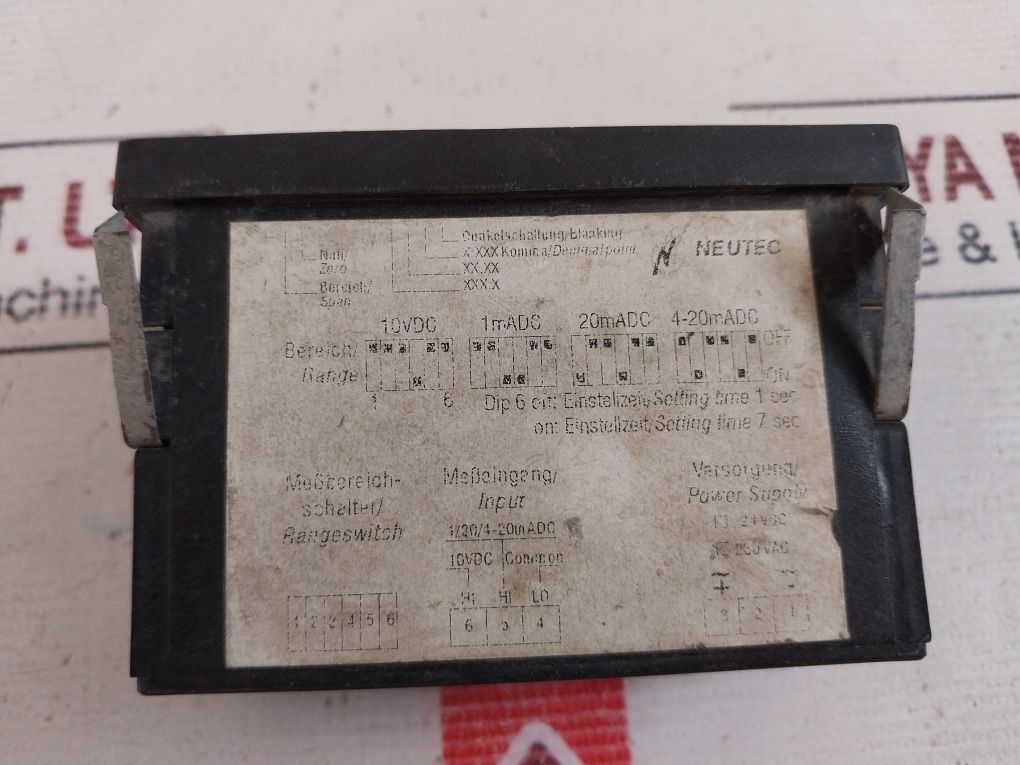 Dunkelschaltung/Blanking
X.XXX Komma/Decimalpoint
XX.XX
XXX.X
Null/
Zero
Bereich/
Span
NEUTEC
10VDC 1mADC 20mADC 4-20mADC
Bereich/
Range
OFF
ON
1 6
Dip 6 off: Einstellzeit/Setting time 1 sec
on: Einstellzeit/Setting time 7 sec
Meßbereich-
schalter/
Rangeswitch
1 2 3 4 5 6
Meßeingang/
Input
1/20/4-20mADC
10VDC Common
HI HI LO
6 5 4
Versorgung/
Power Supply
24VDC
230VAC
3 2 1
T. U
YA
e &
chin